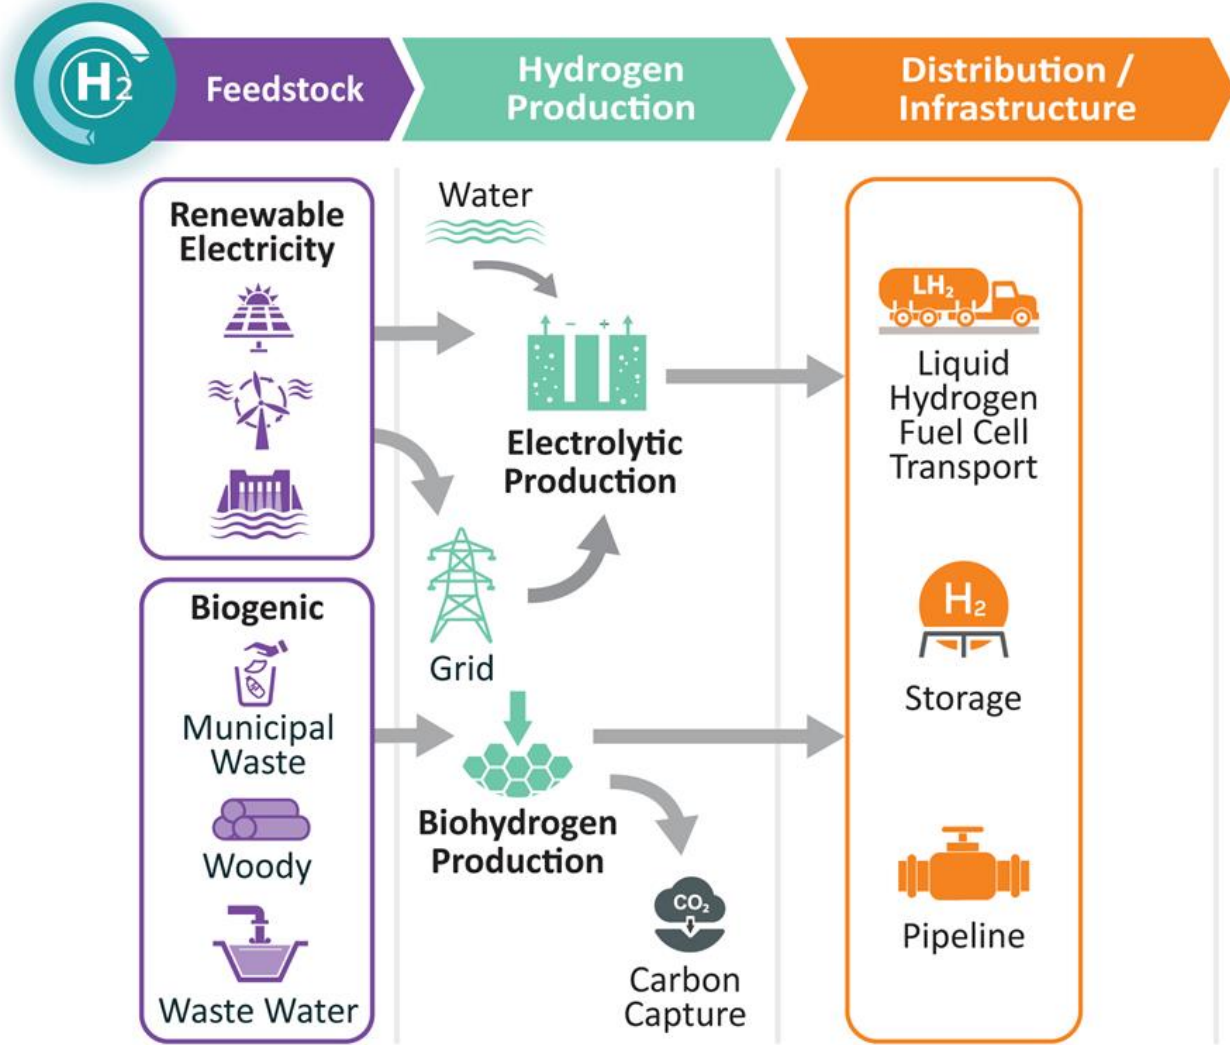 H2
Feedstock
Hydrogen
Production
Distribution /
Infrastructure
Renewable
Electricity
Biogenic
Municipal
Waste
Woody
Waste Water
Water
− +
Electrolytic
Production
Grid
Biohydrogen
Production
CO₂
Carbon
Capture
LH₂
Liquid
Hydrogen
Fuel Cell
Transport
H₂
Storage
Pipeline